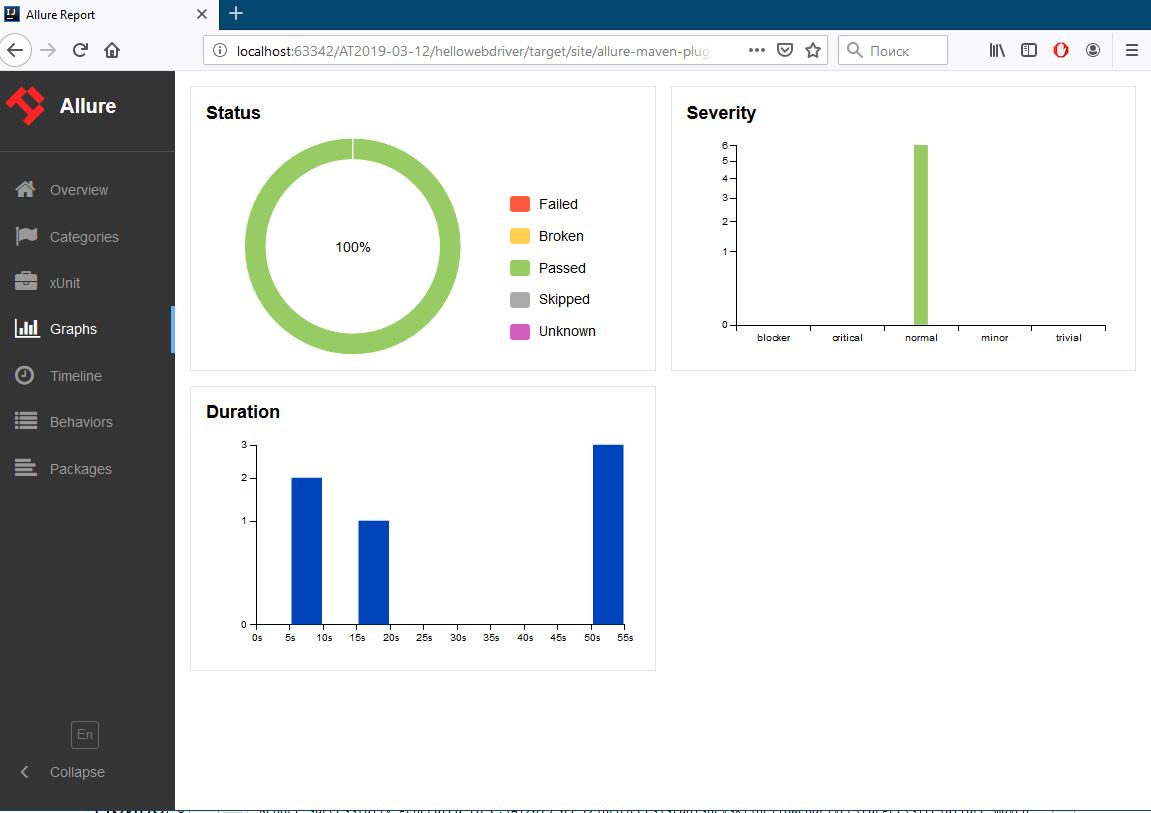 Allure Report
localhost:63342/AT2019-03-12/hellowebdriver/target/site/allure-maven-plug
Поиск
Allure
Overview
Categories
xUnit
Graphs
Timeline
Behaviors
Packages
En
Collapse
Status
100%
Failed
Broken
Passed
Skipped
Unknown
Severity
6
5
4
3
2
1
0
blocker critical normal minor trivial
Duration
3
2
1
0
0s 5s 10s 15s 20s 25s 30s 35s 40s 45s 50s 55s